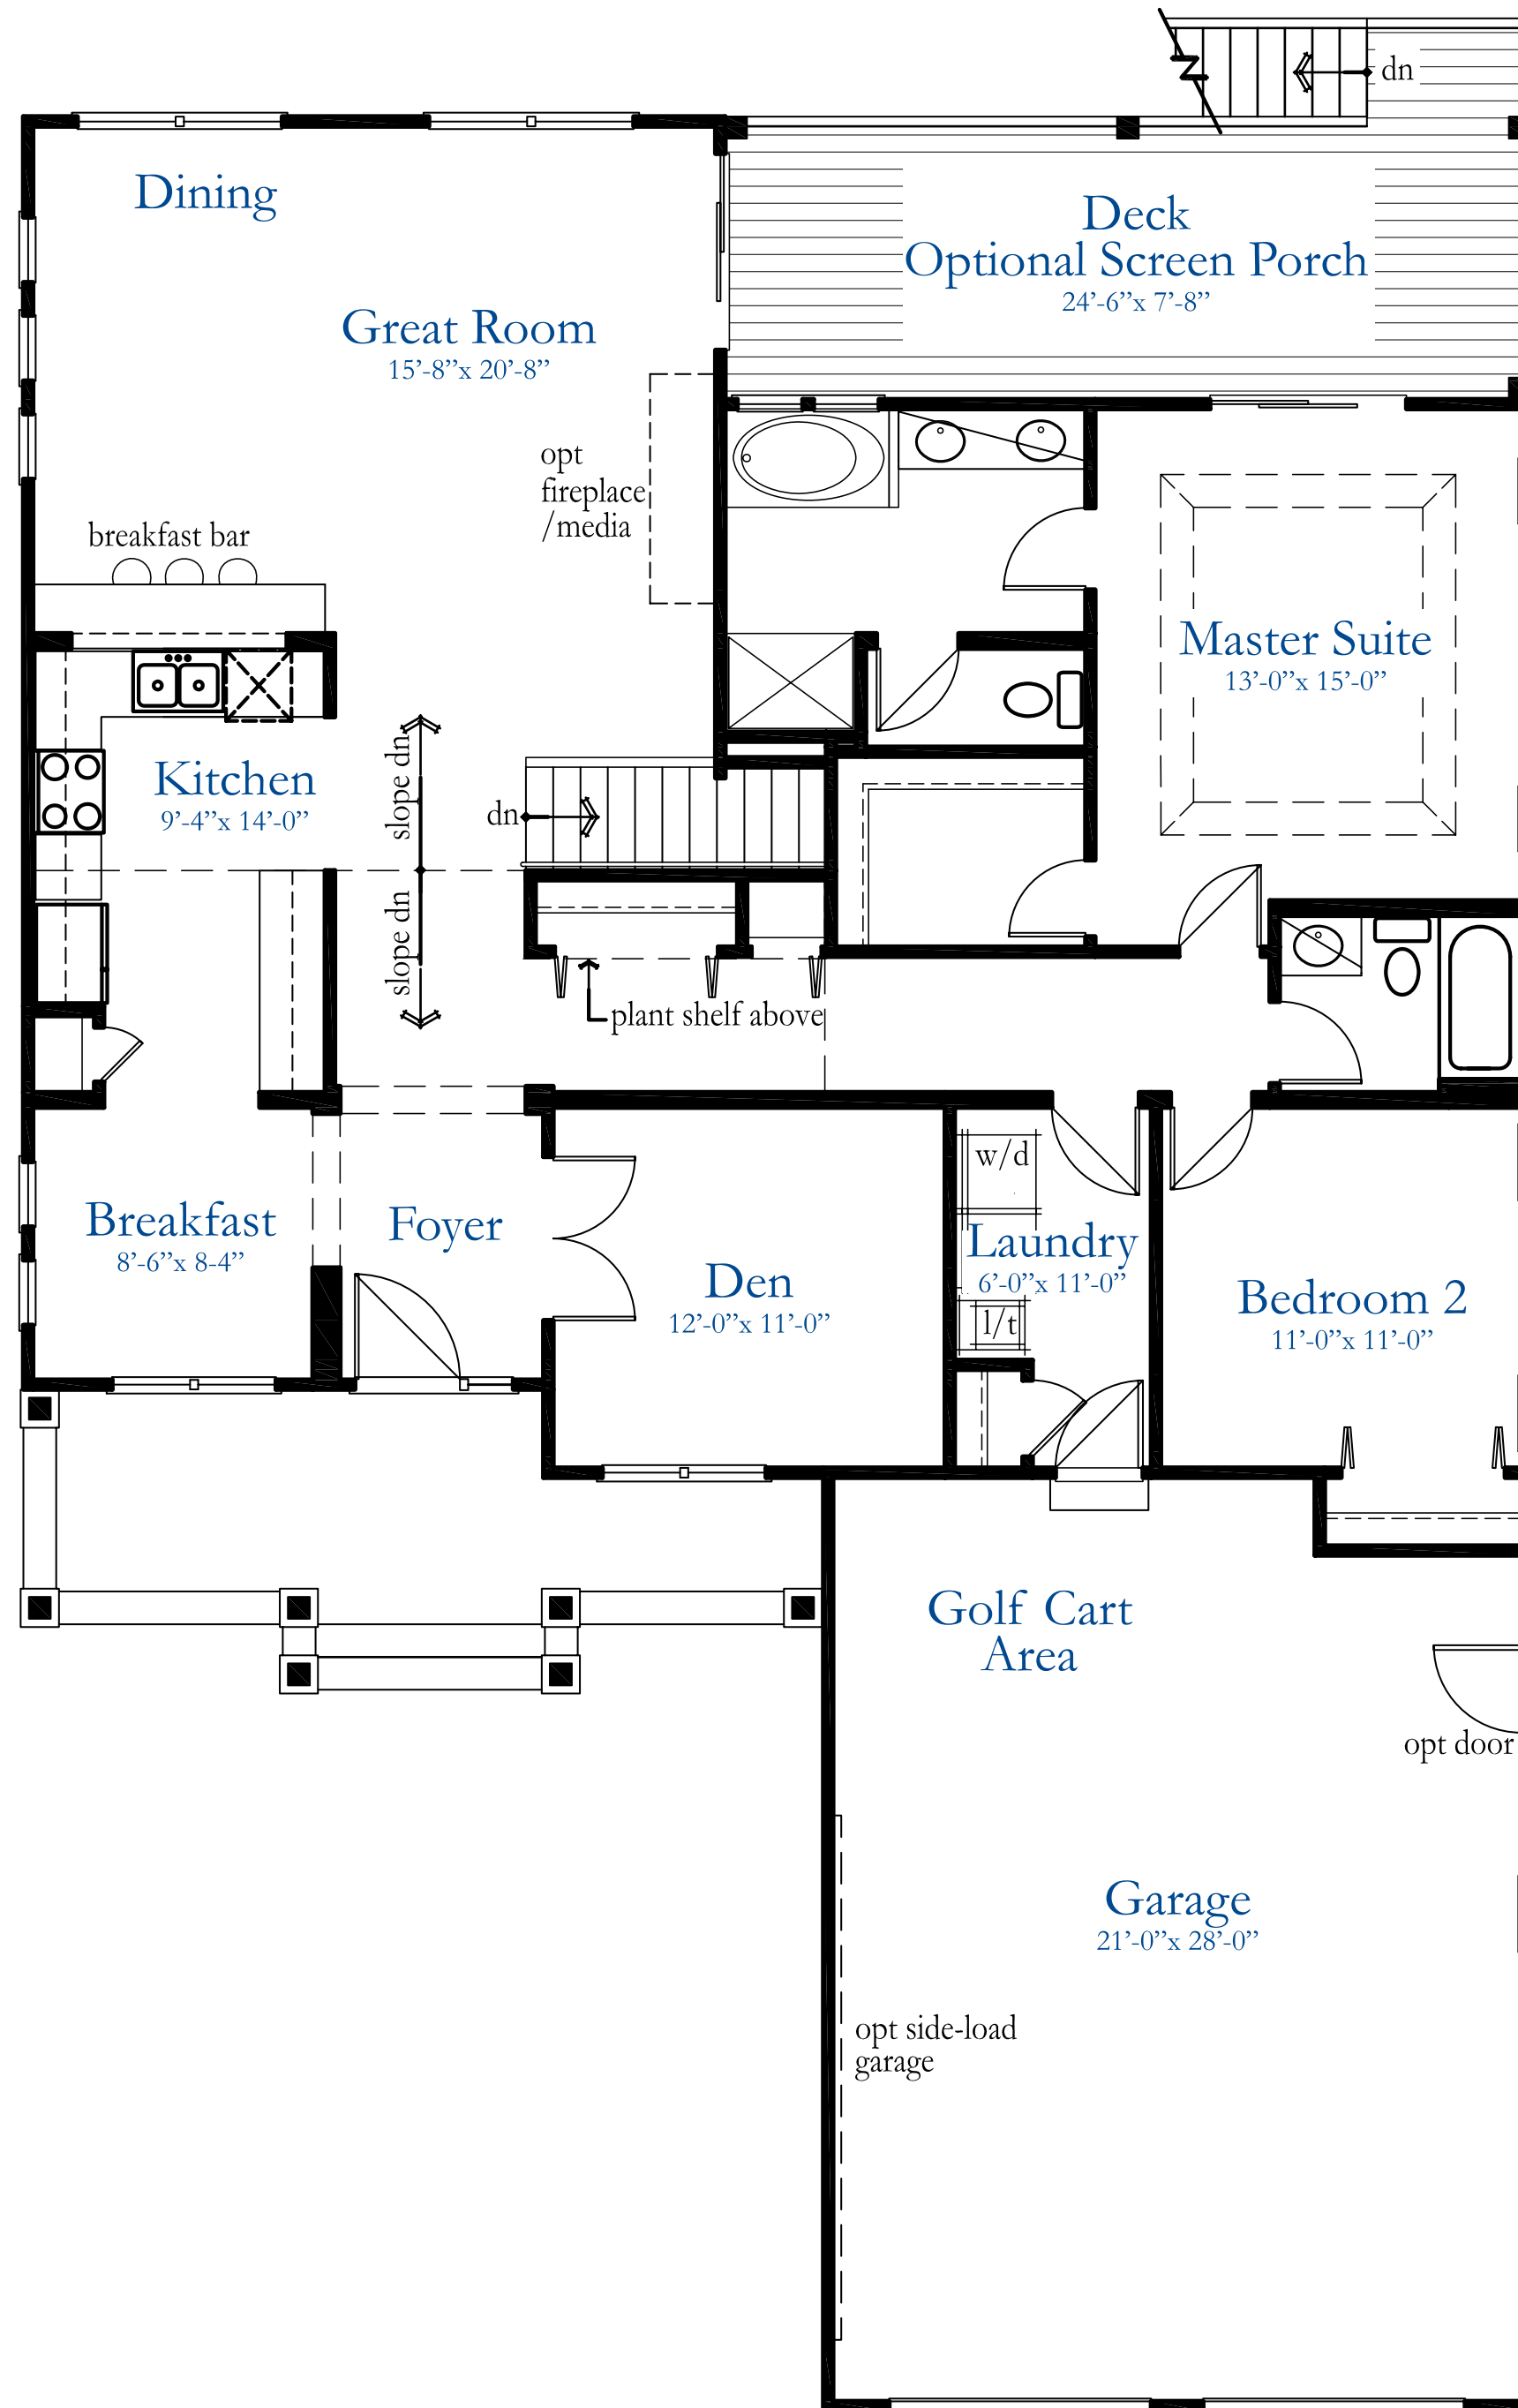 dn
Dining
Deck
Optional Screen Porch
24'-6”x 7'-8”
Great Room
15'-8”x 20'-8”
opt
fireplace
/media
breakfast bar
Master Suite
13'-0”x 15'-0”
slope dn
Kitchen
9'-4”x 14'-0”
dn
slope dn
plant shelf above
w/d
Breakfast
8'-6”x 8-4”
Foyer
Laundry
6'-0”x 11'-0”
Den
12'-0”x 11'-0”
l/t
Bedroom 2
11'-0”x 11'-0”
Golf Cart
Area
opt door
Garage
21'-0”x 28'-0”
opt side-load
garage